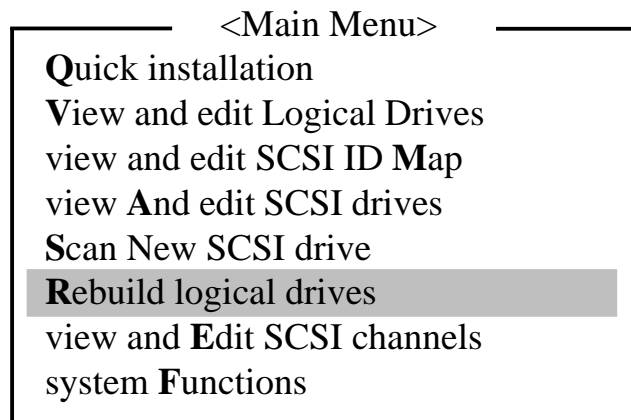 <Main Menu>
Quick installation
View and edit Logical Drives
view and edit SCSI ID Map
view And edit SCSI drives
Scan New SCSI drive
Rebuild logical drives
view and Edit SCSI channels
system Functions